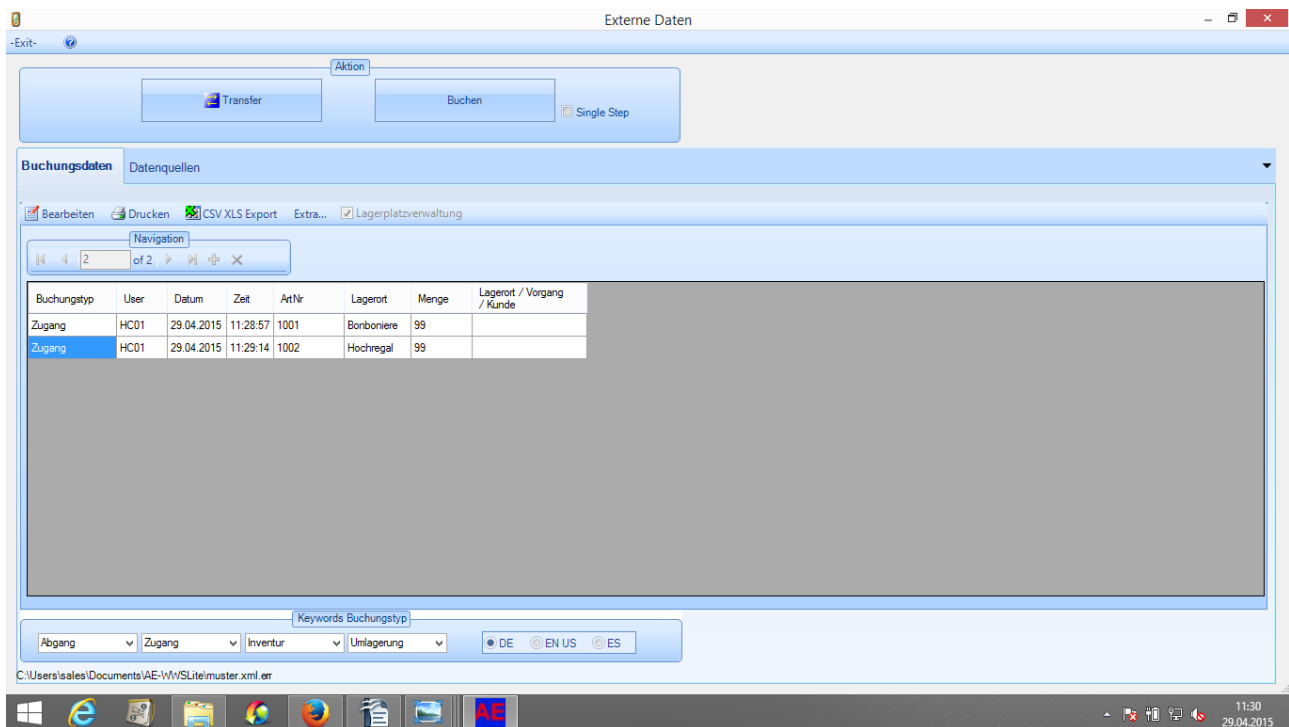 Externe Daten
-Exit-
Aktion
Transfer
Buchen
Single Step
Buchungsdaten Datenquellen
Bearbeiten Drucken CSV XLS Export Extra... Lagerplatzverwaltung
Navigation
2 of 2
Buchungstyp User Datum Zeit ArtNr Lagerort Menge Lagerort / Vorgang / Kunde
Zugang HC01 29.04.2015 11:28:57 1001 Bonboniere 99
Zugang HC01 29.04.2015 11:29:14 1002 Hochregal 99
Keywords Buchungstyp
Abgang Zugang Inventur Umlagerung DE EN US ES
C:\Users\sales\Documents\AE-WWSLite\muster.xml.err
AE
11:30
29.04.2015